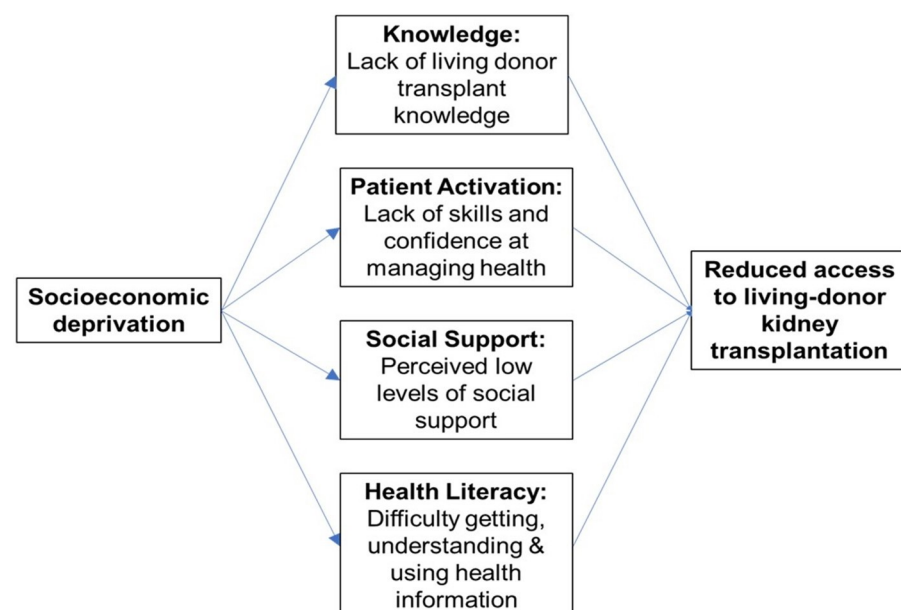 Knowledge:
Lack of living donor
transplant
knowledge
Patient Activation:
Lack of skills and
confidence at
managing health
Socioeconomic
deprivation
Social Support:
Perceived low
levels of social
support
Health Literacy:
Difficulty getting,
understanding &
using health
information
Reduced access
to living-donor
kidney
transplantation